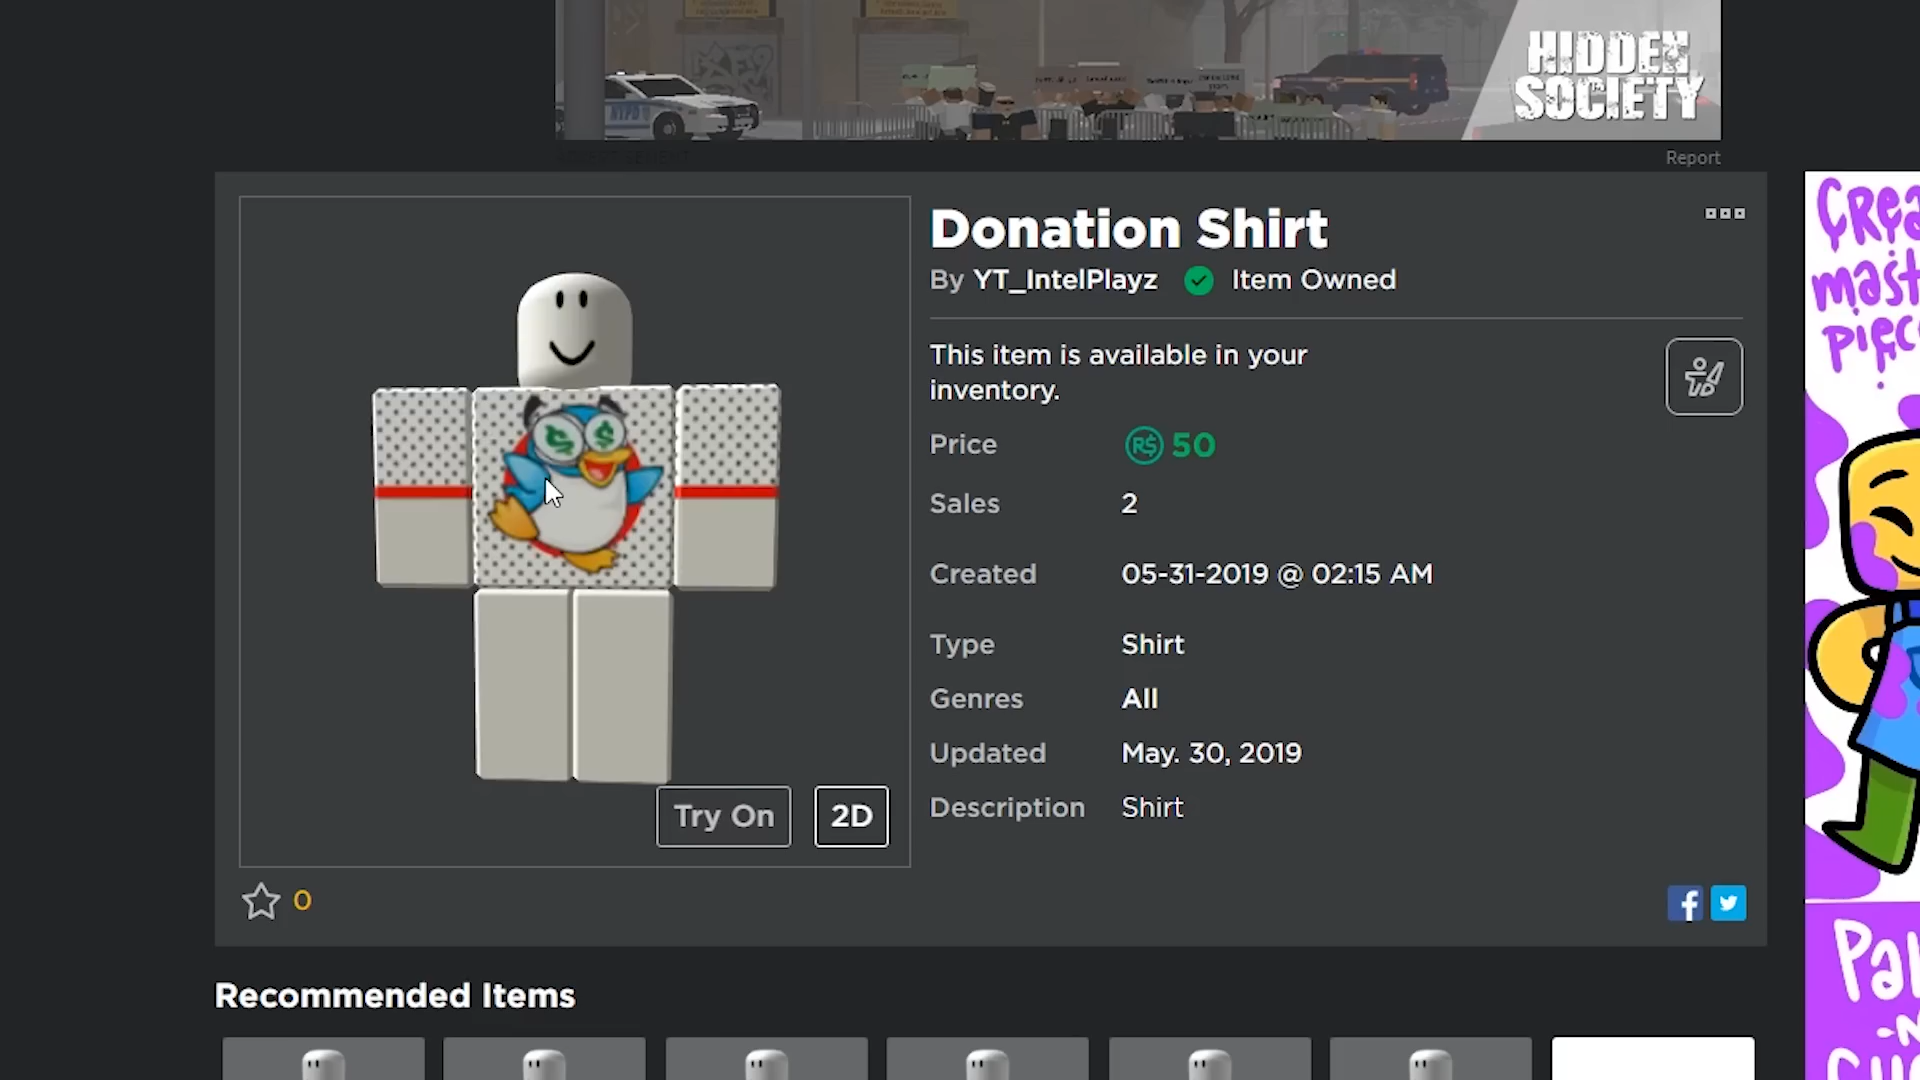 HIDDEN
SOCIETY
NYPD
ADVERTISEMENT
Report
Donation Shirt
By YT_IntelPlayz Item Owned
This item is available in your
inventory.
Price R$ 50
Sales 2
Created 05-31-2019 @ 02:15 AM
Type Shirt
Genres All
Updated May. 30, 2019
Description Shirt
Try On 2D
0
Recommended Items